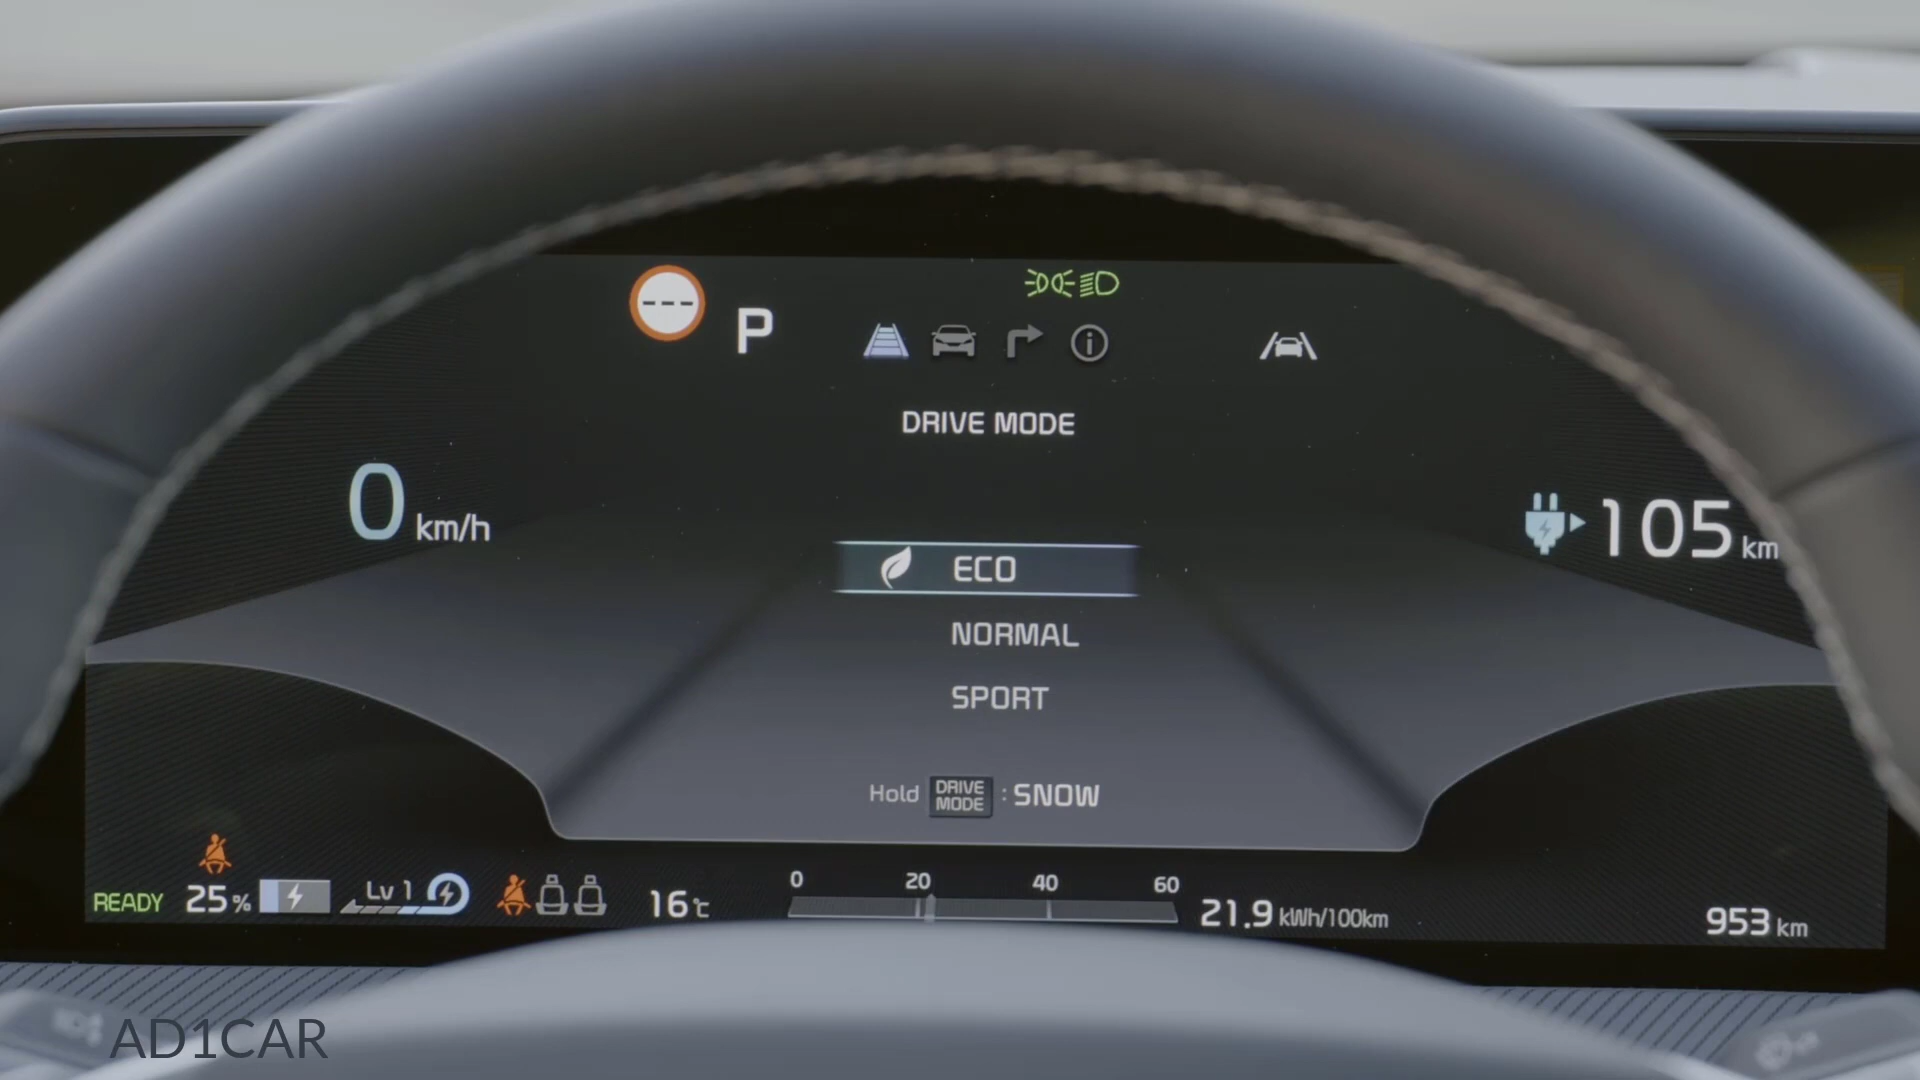 ---
P
DRIVE MODE
0 km/h
105 km
ECO
NORMAL
SPORT
Hold DRIVE MODE : SNOW
READY 25% Lv 1 16℃ 0 20 40 60 21.9 kWh/100km 953 km
AD1CAR